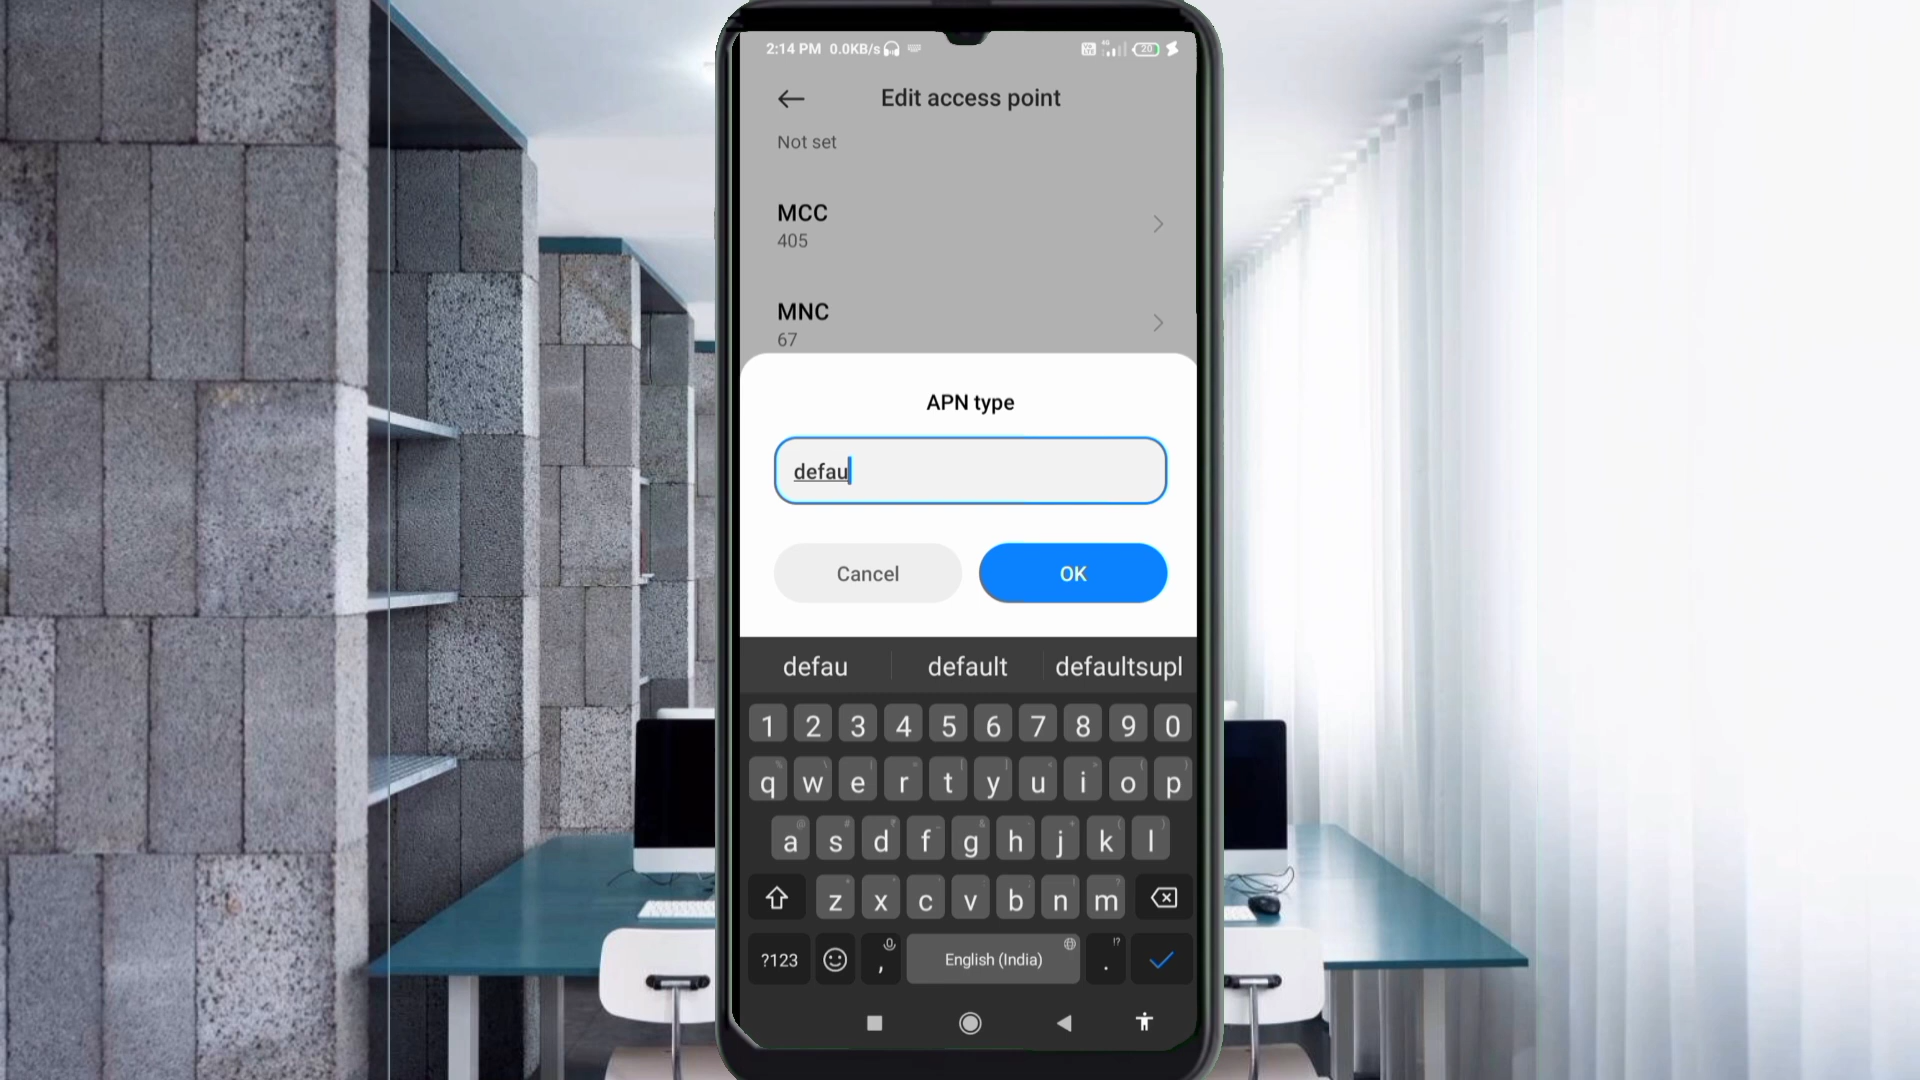 2:14 PM 0.0KB/s 20
Edit access point
Not set
MCC
405
MNC
67
APN type
defau
Cancel OK
defau default defaultsupl
1 2 3 4 5 6 7 8 9 0
q w e r t y u i o p
a s d f g h j k l
z x c v b n m
?123 , English (India) . !?